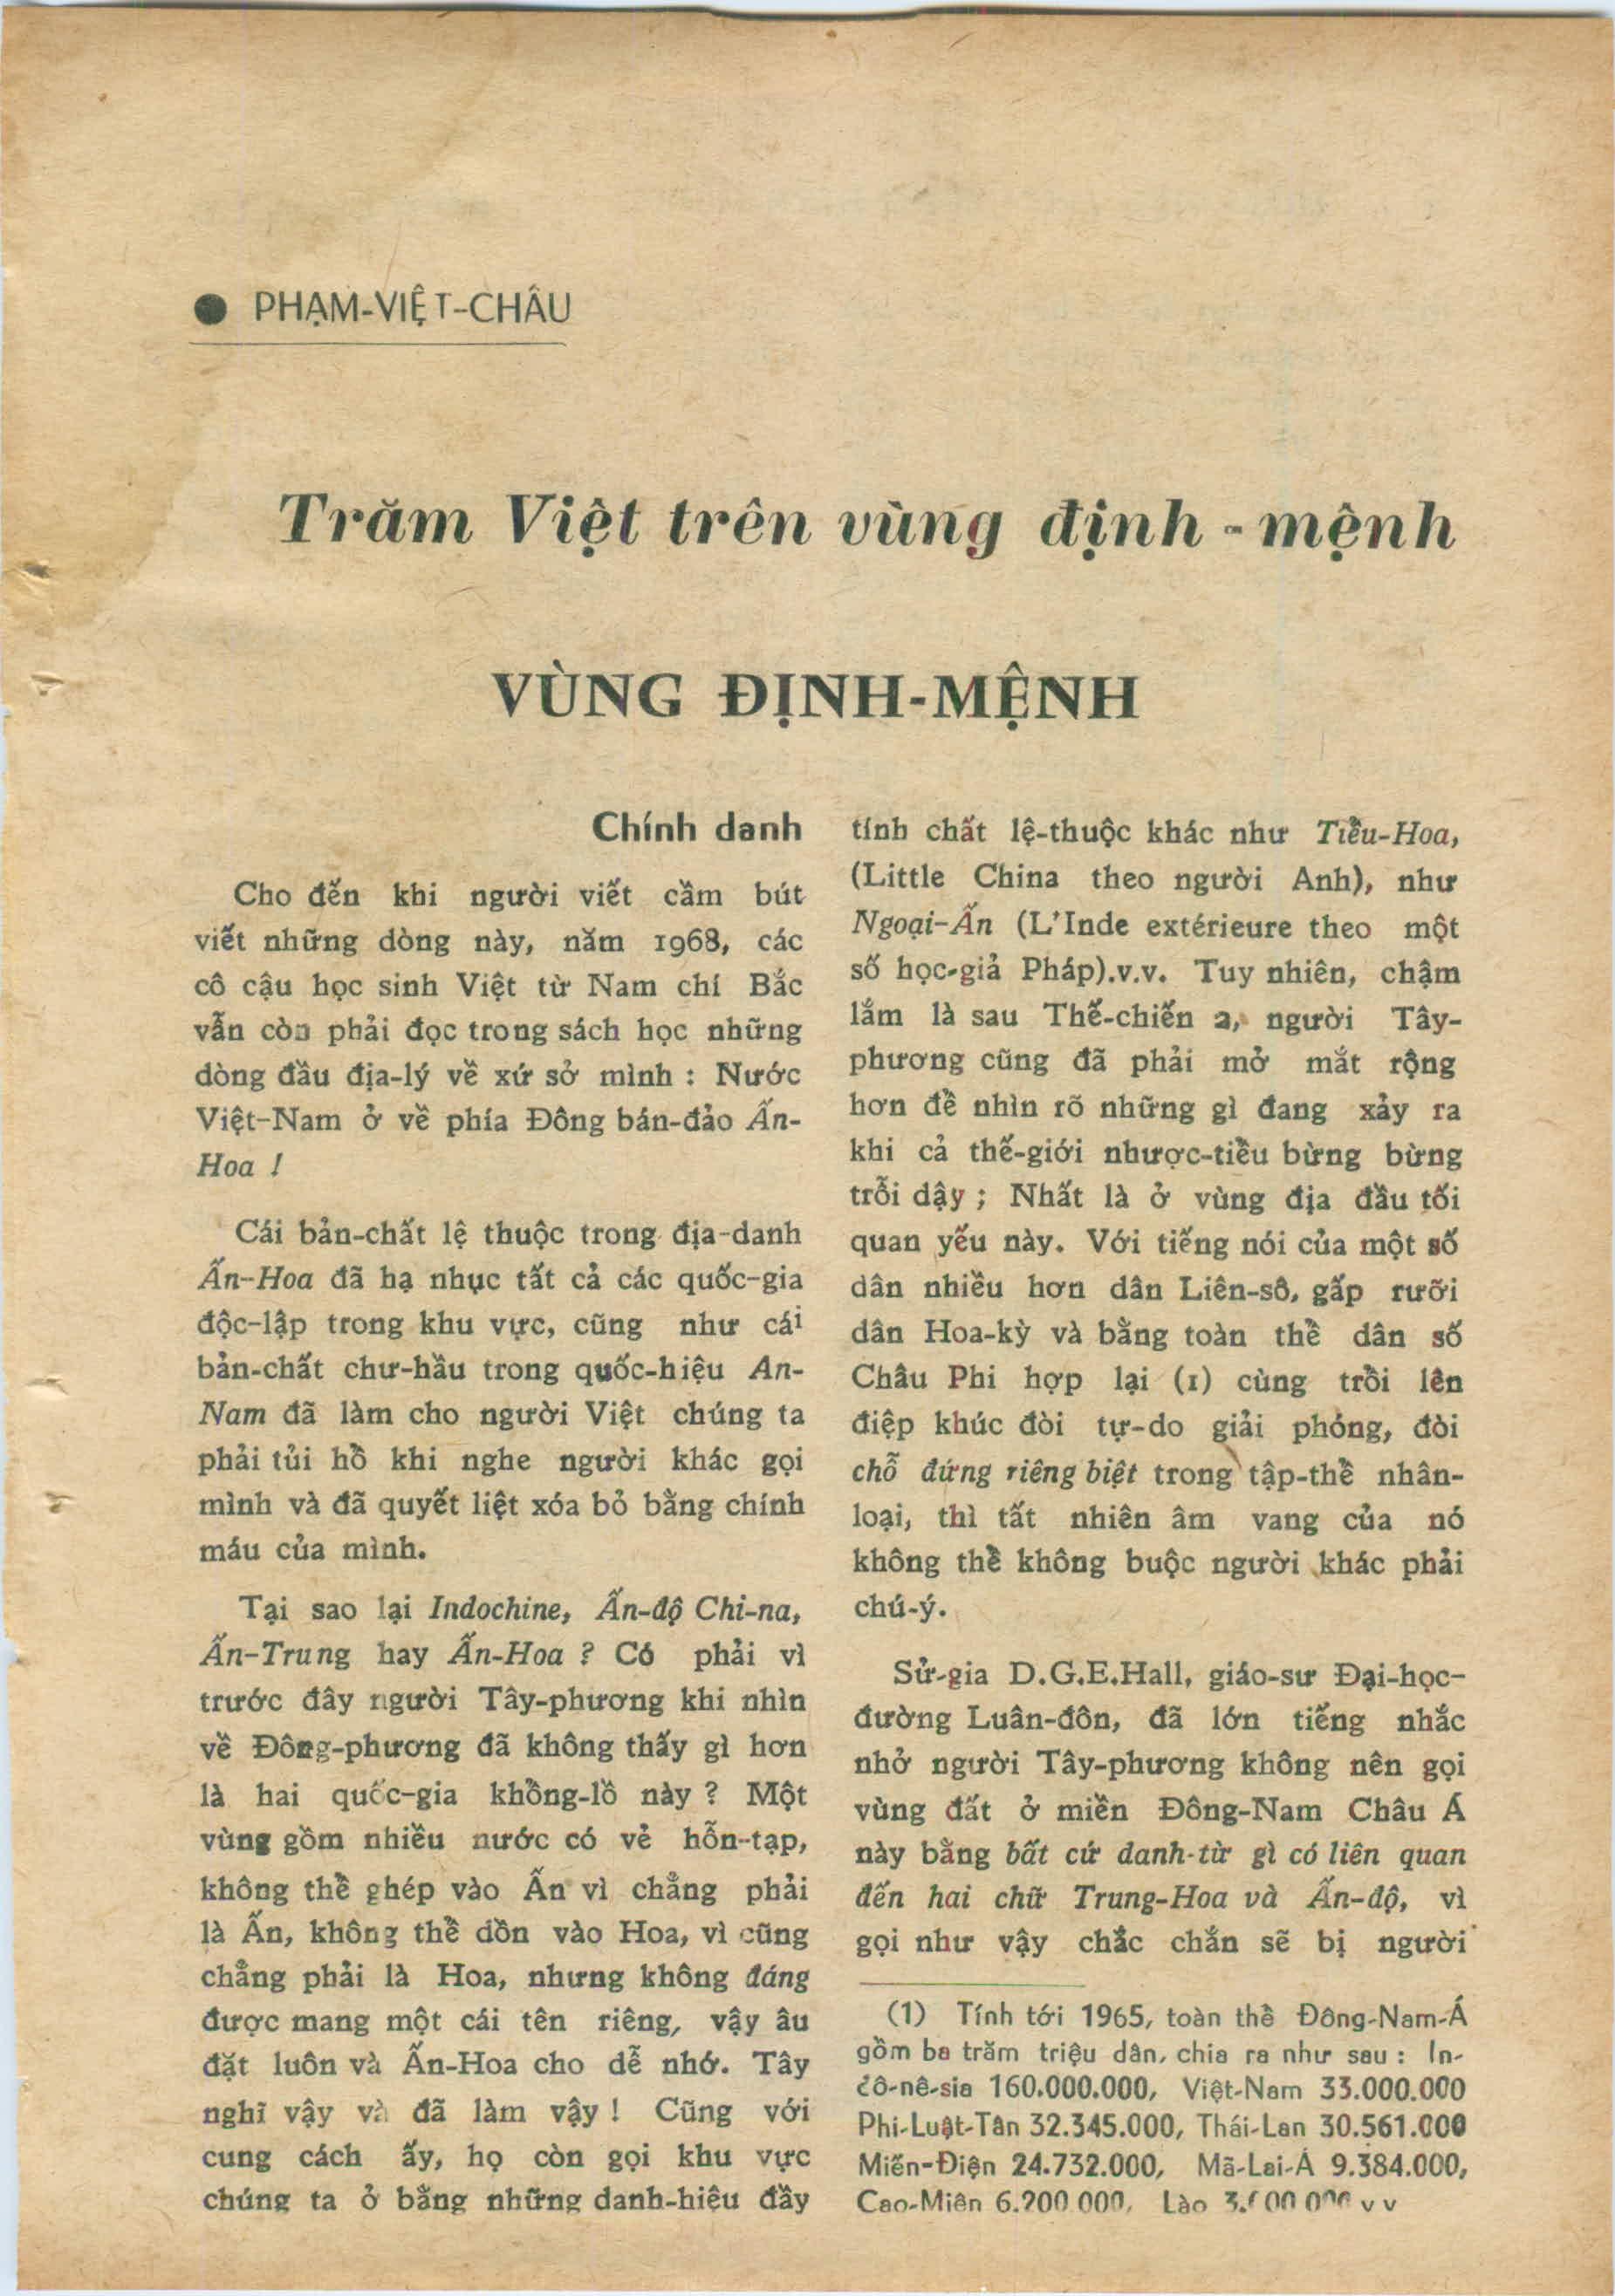 ● PHẠM-VIỆT-CHÂU
Trăm Việt trên vùng định-mệnh
VÙNG ĐỊNH-MỆNH
Chính danh
Cho đến khi người viết cầm bút
viết những dòng này, năm 1968, các
cô cậu học sinh Việt từ Nam chí Bắc
vẫn còn phải đọc trong sách học những
dòng đầu địa-lý về xứ sở mình : Nước
Việt-Nam ở về phía Đông bán-đảo Ấn-
Hoa !
Cái bản-chất lệ thuộc trong địa-danh
Ấn-Hoa đã hạ nhục tất cả các quốc-gia
độc-lập trong khu vực, cũng như cái
bản-chất chư-hầu trong quốc-hiệu An-
Nam đã làm cho người Việt chúng ta
phải tủi hổ khi nghe người khác gọi
mình và đã quyết liệt xóa bỏ bằng chính
máu của mình.
Tại sao lại Indochine, Ấn-độ Chi-na,
Ấn-Trung hay Ấn-Hoa ? Có phải vì
trước đây người Tây-phương khi nhìn
về Đông-phương đã không thấy gì hơn
là hai quốc-gia khổng-lồ này ? Một
vùng gồm nhiều nước có vẻ hỗn-tạp,
không thể ghép vào Ấn vì chẳng phải
là Ấn, không thể dồn vào Hoa, vì cũng
chẳng phải là Hoa, nhưng không đáng
được mang một cái tên riêng, vậy âu
đặt luôn và Ấn-Hoa cho dễ nhớ. Tây
nghĩ vậy và đã làm vậy ! Cũng với
cung cách ấy, họ còn gọi khu vực
chúng ta ở bằng những danh-hiệu đầy
tính chất lệ-thuộc khác như Tiểu-Hoa,
(Little China theo người Anh), như
Ngoại-Ấn (L'Inde extérieure theo một
số học-giả Pháp).v.v. Tuy nhiên, chậm
lắm là sau Thế-chiến 2, người Tây-
phương cũng đã phải mở mắt rộng
hơn để nhìn rõ những gì đang xảy ra
khi cả thế-giới nhược-tiểu bừng bừng
trỗi dậy ; Nhất là ở vùng địa đầu tối
quan yếu này. Với tiếng nói của một số
dân nhiều hơn dân Liên-sô, gấp rưỡi
dân Hoa-kỳ và bằng toàn thể dân số
Châu Phi hợp lại (1) cùng trỗi lên
điệp khúc đòi tự-do giải phóng, đòi
chỗ đứng riêng biệt trong tập-thể nhân-
loại, thì tất nhiên âm vang của nó
không thể không buộc người khác phải
chú-ý.
Sử-gia D.G.E.Hall, giáo-sư Đại-học-
đường Luân-đôn, đã lớn tiếng nhắc
nhở người Tây-phương không nên gọi
vùng đất ở miền Đông-Nam Châu Á
này bằng bất cứ danh-từ gì có liên quan
đến hai chữ Trung-Hoa và Ấn-độ, vì
gọi như vậy chắc chắn sẽ bị người
(1) Tính tới 1965, toàn thể Đông-Nam-Á
gồm ba trăm triệu dân, chia ra như sau : In-
đô-nê-sia 160.000.000, Việt-Nam 33.000.000
Phi-Luật-Tân 32.345.000, Thái-Lan 30.561.000
Miến-Điện 24.732.000, Mã-Lai-Á 9.384.000,
Cao-Miên 6.200 000, Lào v v